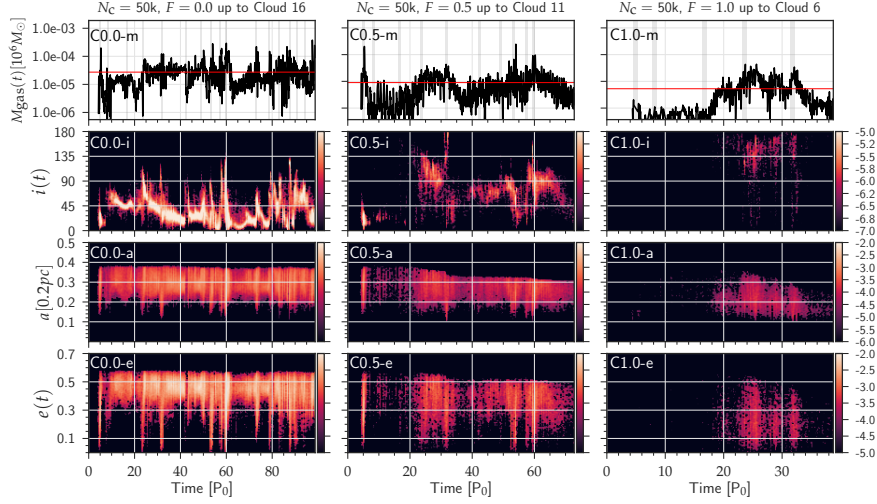 N_C = 50k, F = 0.0 up to Cloud 16
N_C = 50k, F = 0.5 up to Cloud 11
N_C = 50k, F = 1.0 up to Cloud 6
M_gas(t)[10^6 M_⊙]
1.0e-03
1.0e-04
1.0e-05
1.0e-06
C0.0-m
C0.5-m
C1.0-m
i(t)
180
135
90
45
0
C0.0-i
C0.5-i
C1.0-i
-5.0
-5.2
-5.5
-5.8
-6.0
-6.2
-6.5
-6.8
-7.0
a[0.2pc]
0.5
0.4
0.3
0.2
0.1
C0.0-a
C0.5-a
C1.0-a
-2.0
-2.5
-3.0
-3.5
-4.0
-4.5
-5.0
-5.5
-6.0
e(t)
0.7
0.5
0.3
0.1
C0.0-e
C0.5-e
C1.0-e
-2.0
-2.5
-3.0
-3.5
-4.0
-4.5
-5.0
0 20 40 60 80
0 20 40 60
0 10 20 30
Time [P_0]
Time [P_0]
Time [P_0]